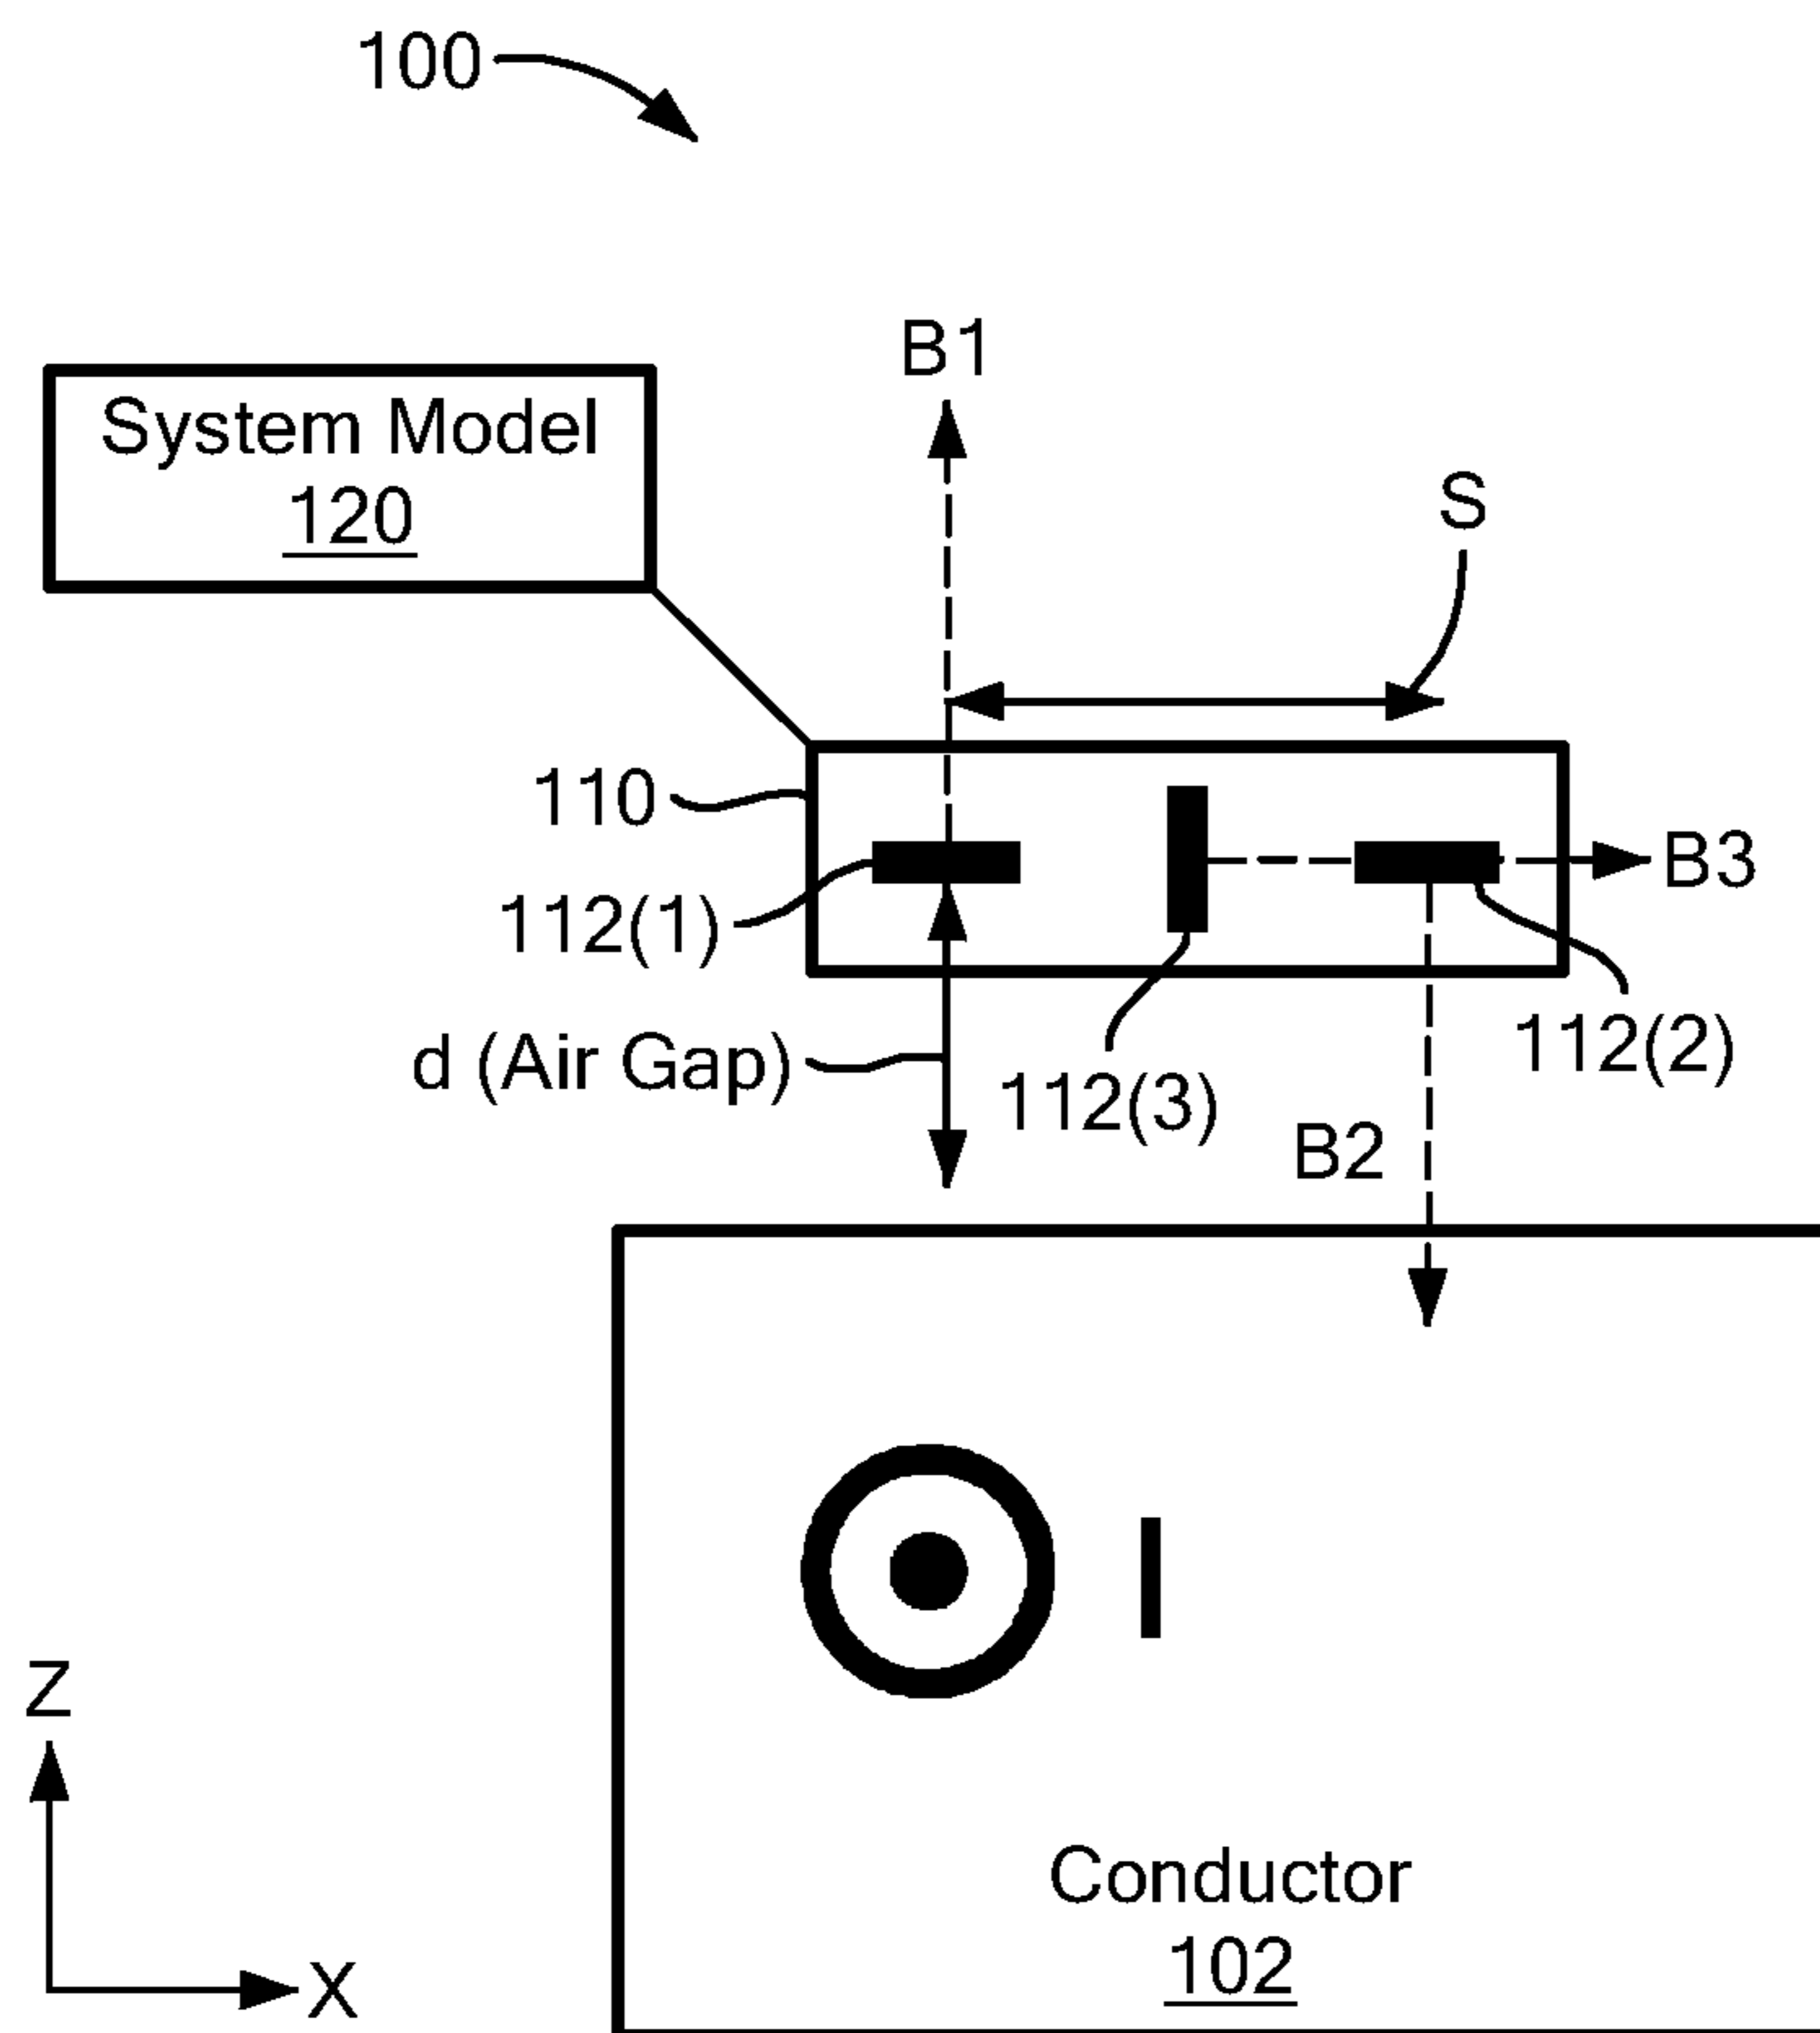 100
B1
System Model
120
S
110
B3
112(1)
112(2)
d (Air Gap)
112(3)
B2
I
Z
Conductor
102
X